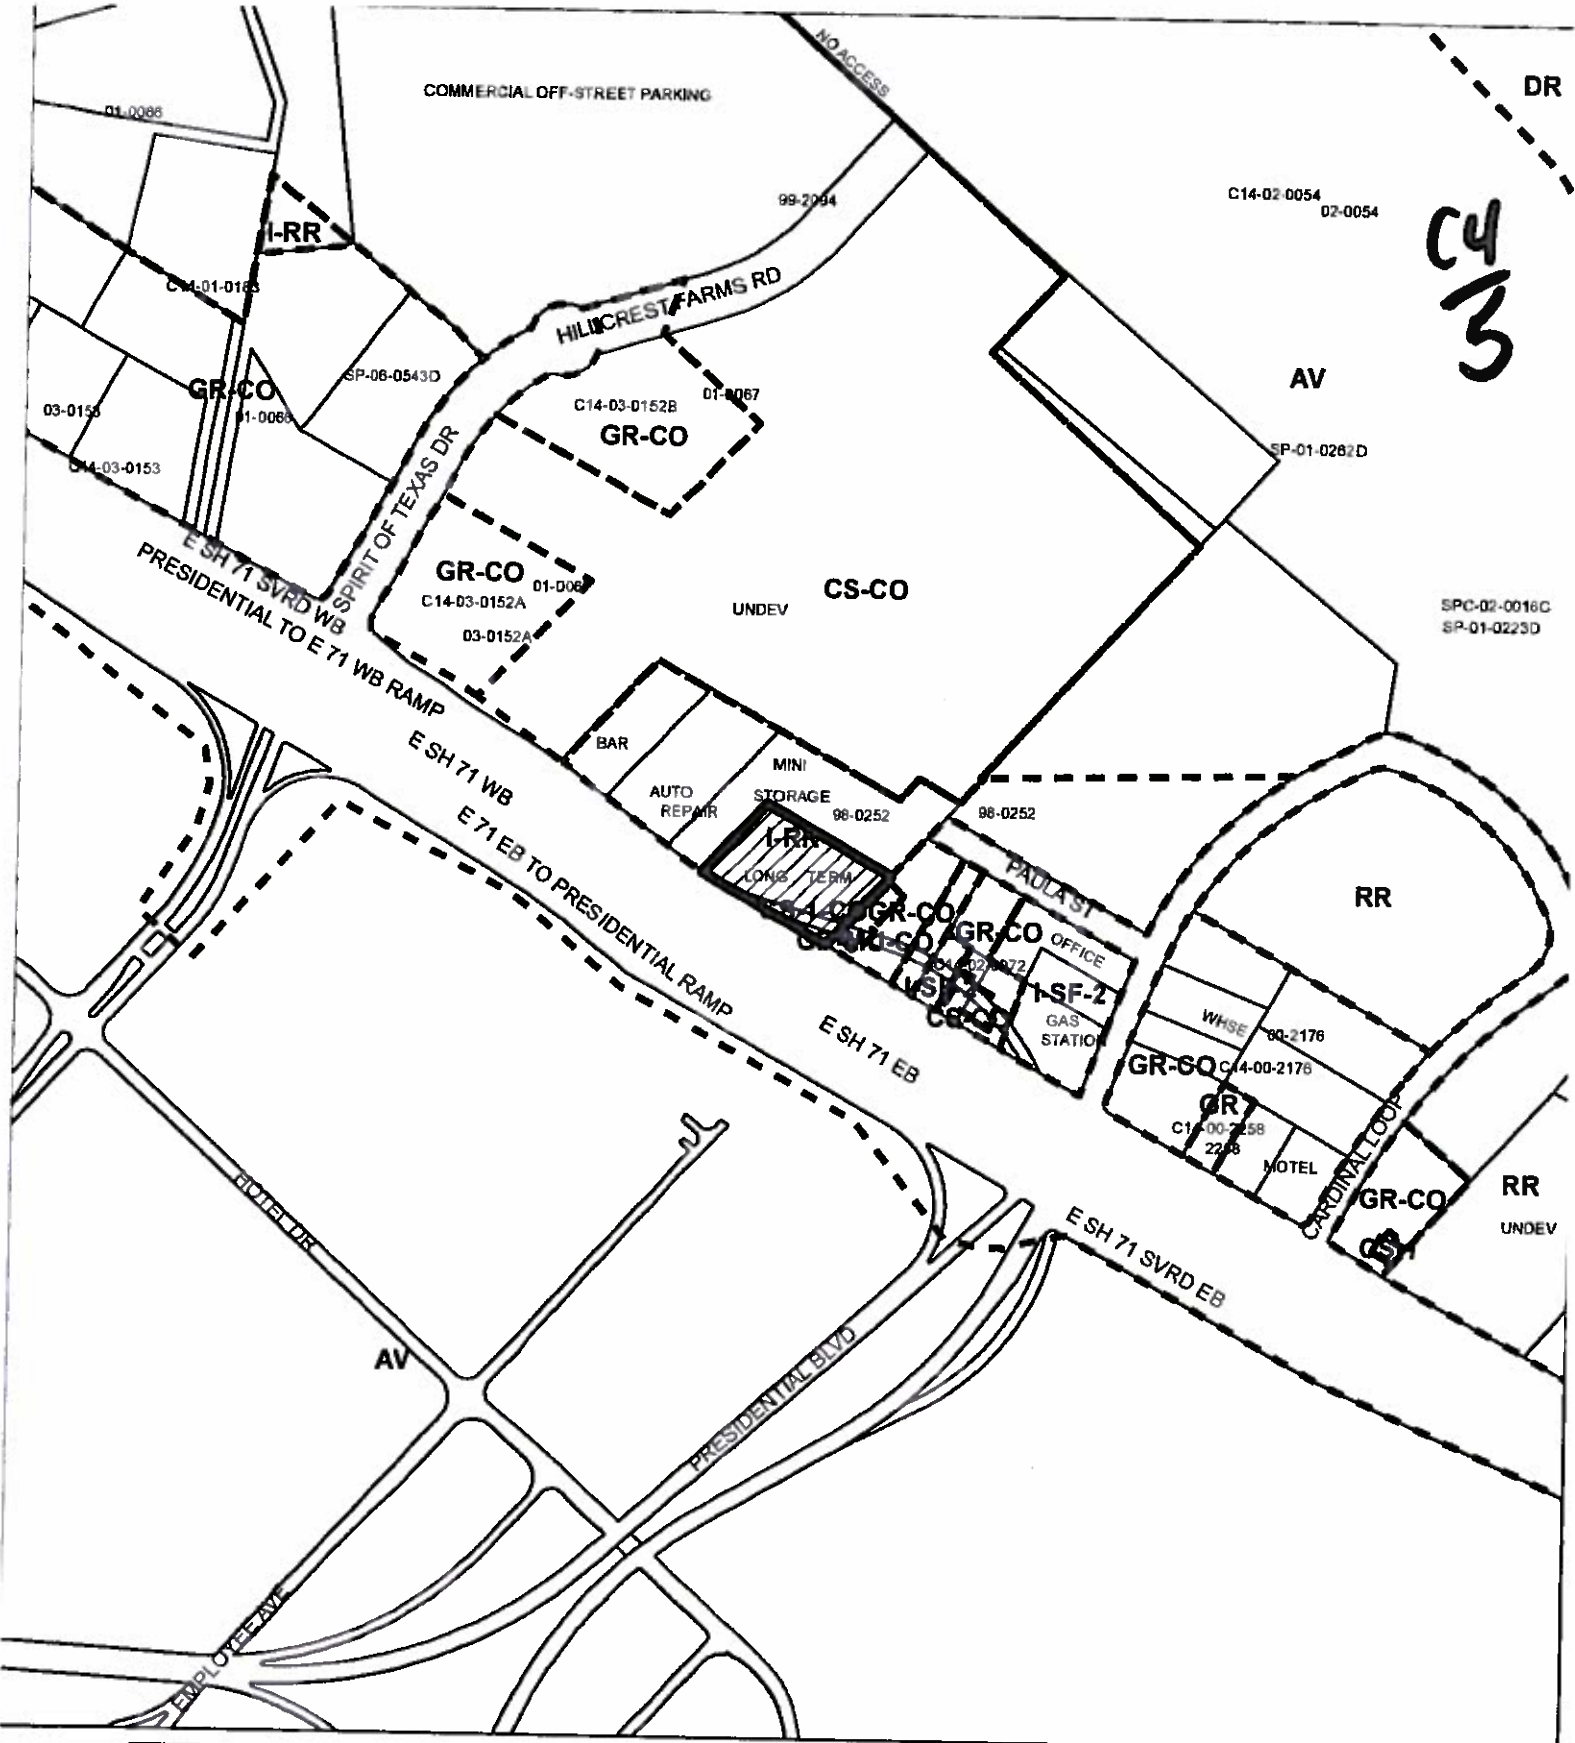 NO ACCESS
DR
COMMERCIAL OFF-STREET PARKING
01-0066
C14-02-0054
02-0054
99-2094
C4
3
I-RR
C14-01-0183
HILLCREST FARMS RD
SP-06-0543D
AV
GR-CO
03-0153
01-0066
01-0067
C14-03-0152B
GR-CO
SP-01-0262D
C14-03-0153
SPIRIT OF TEXAS DR
E SH 71 SVRD WB
PRESIDENTIAL TO E 71 WB RAMP
GR-CO
C14-03-0152A
03-0152A
CS-CO
UNDEV
SPC-02-0016C
SP-01-0223D
E SH 71 WB
BAR
MINI
STORAGE
AUTO
REPAIR
98-0252
98-0252
E 71 EB TO PRESIDENTIAL RAMP
I-RR
LONG TERM
PAULA ST
RR
GR-CO
GR-CO
OFFICE
I-SF-2
GAS
STATION
E SH 71 EB
WHSE
00-2176
GR-CO
C14-00-2176
GR
C14-00-2258
2258
MOTEL
CARDINAL LOOP
GR-CO
RR
UNDEV
HOTEL DR
E SH 71 SVRD EB
AV
PRESIDENTIAL BLVD
EMPLOYEE AVE